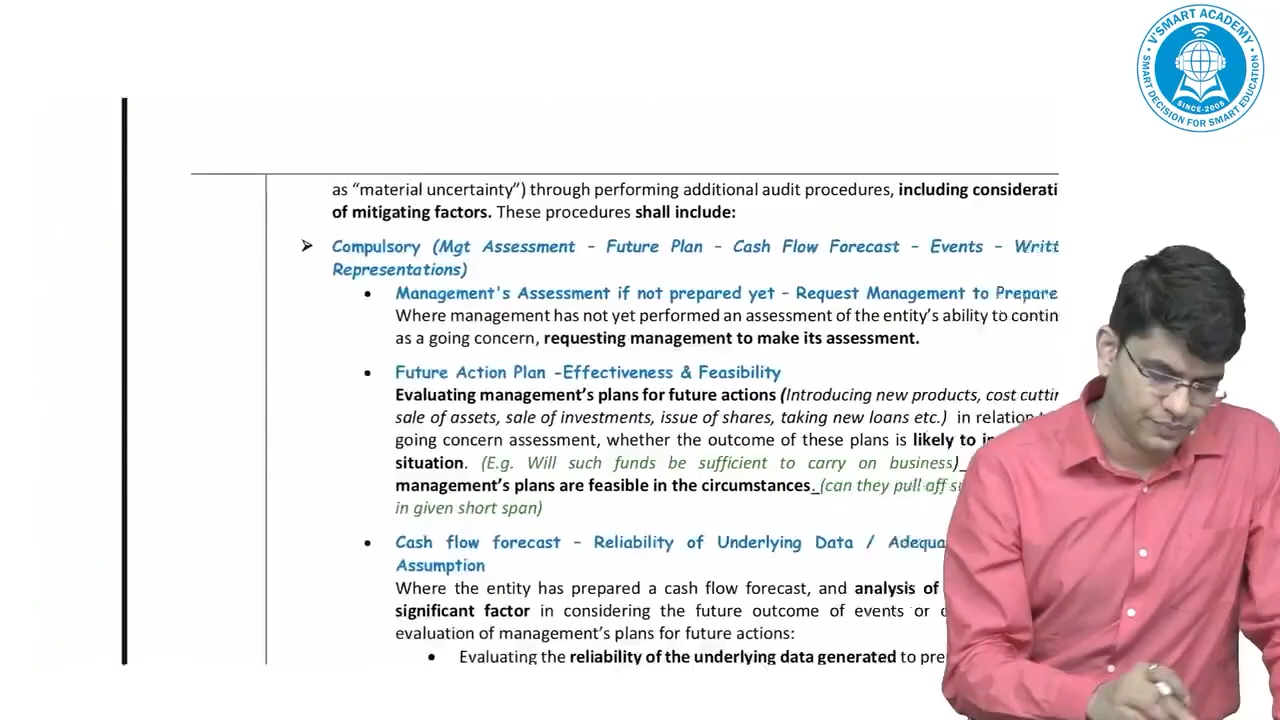 V'SMART ACADEMY
SINCE-2005
SMART DECISION FOR SMART EDUCATION
as “material uncertainty”) through performing additional audit procedures, including considerati
of mitigating factors. These procedures shall include:
➢ Compulsory (Mgt Assessment – Future Plan – Cash Flow Forecast – Events – Writt
Representations)
• Management's Assessment if not prepared yet – Request Management to Prepare
Where management has not yet performed an assessment of the entity’s ability to contin
as a going concern, requesting management to make its assessment.
• Future Action Plan –Effectiveness & Feasibility
Evaluating management’s plans for future actions (Introducing new products, cost cuttin
sale of assets, sale of investments, issue of shares, taking new loans etc.) in relation
going concern assessment, whether the outcome of these plans is likely to
situation. (E.g. Will such funds be sufficient to carry on business)
management’s plans are feasible in the circumstances. (can they pull off
in given short span)
• Cash flow forecast – Reliability of Underlying Data / Adequa
Assumption
Where the entity has prepared a cash flow forecast, and analysis of
significant factor in considering the future outcome of events or
evaluation of management’s plans for future actions:
• Evaluating the reliability of the underlying data generated to pre